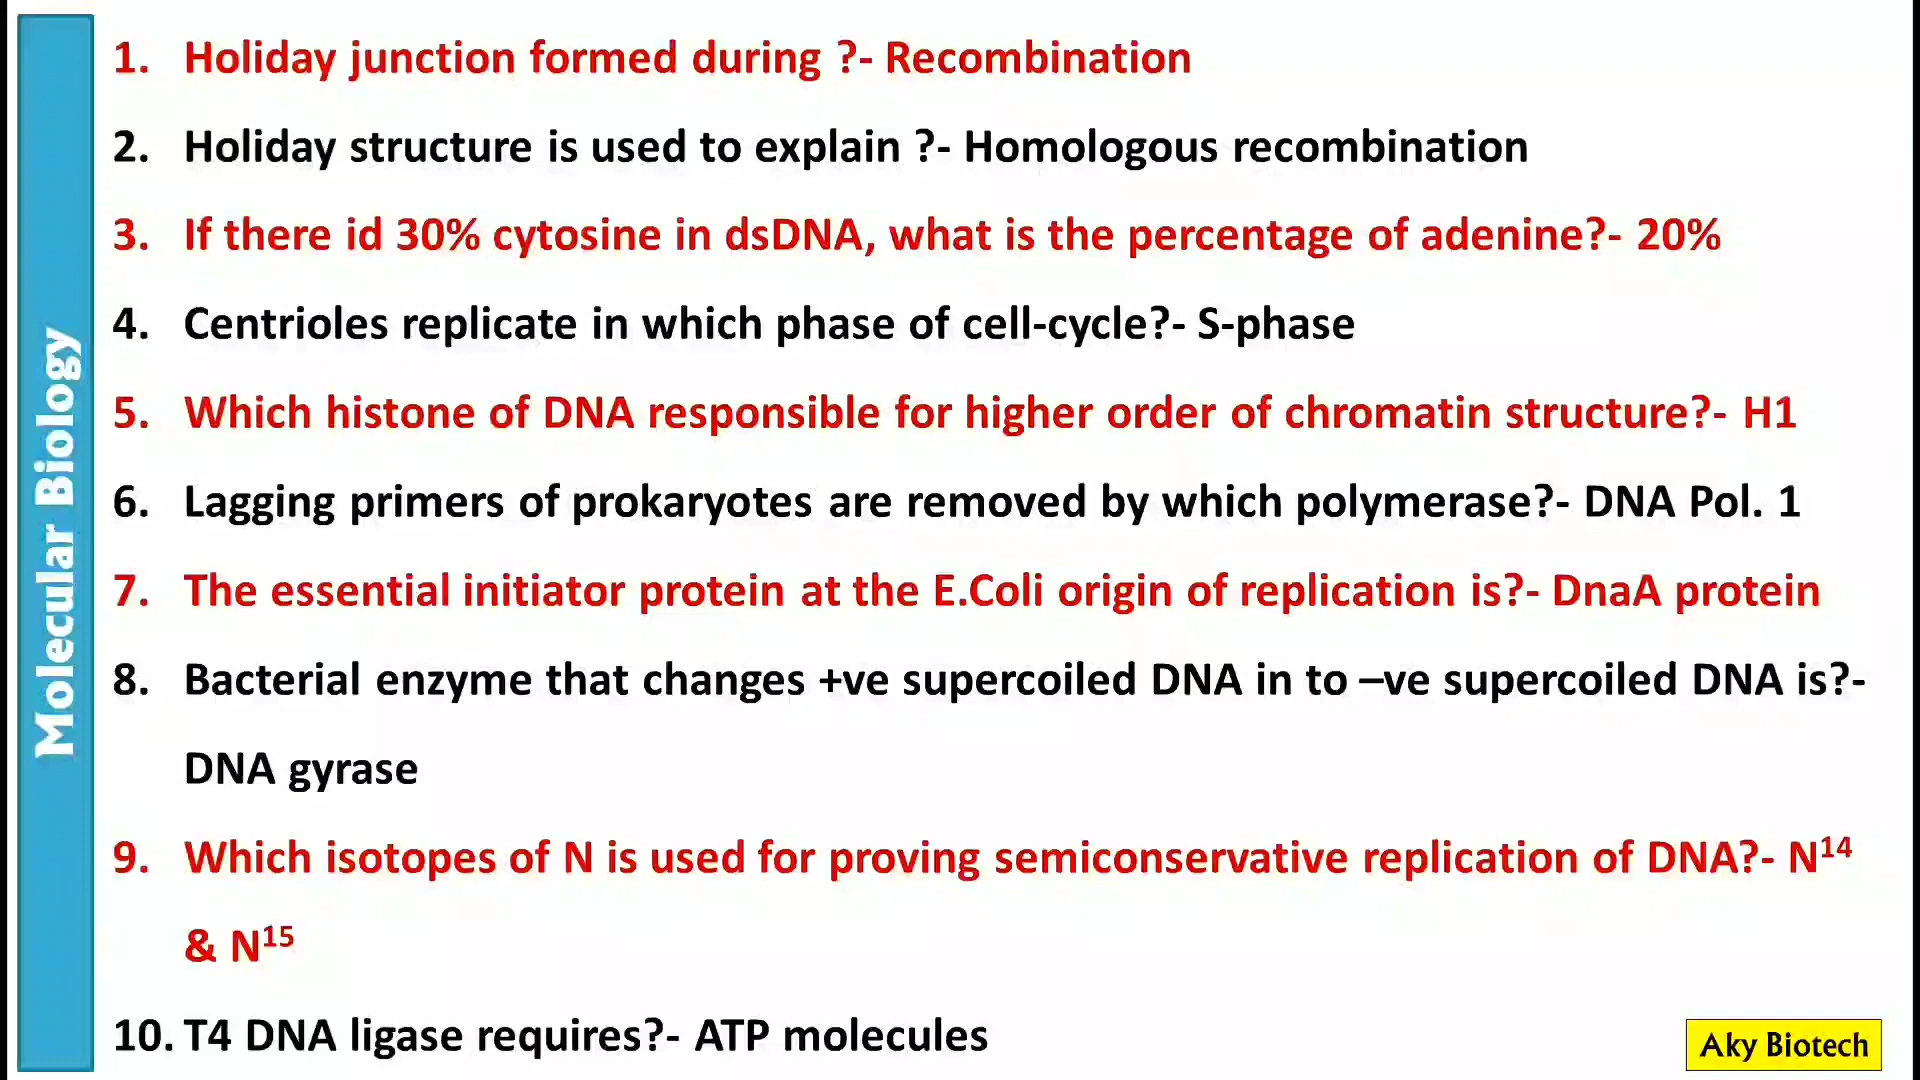 Molecular Biology
1. Holiday junction formed during ?- Recombination
2. Holiday structure is used to explain ?- Homologous recombination
3. If there id 30% cytosine in dsDNA, what is the percentage of adenine?- 20%
4. Centrioles replicate in which phase of cell-cycle?- S-phase
5. Which histone of DNA responsible for higher order of chromatin structure?- H1
6. Lagging primers of prokaryotes are removed by which polymerase?- DNA Pol. 1
7. The essential initiator protein at the E.Coli origin of replication is?- DnaA protein
8. Bacterial enzyme that changes +ve supercoiled DNA in to –ve supercoiled DNA is?-
DNA gyrase
9. Which isotopes of N is used for proving semiconservative replication of DNA?- N¹⁴
& N¹⁵
10. T4 DNA ligase requires?- ATP molecules
Aky Biotech